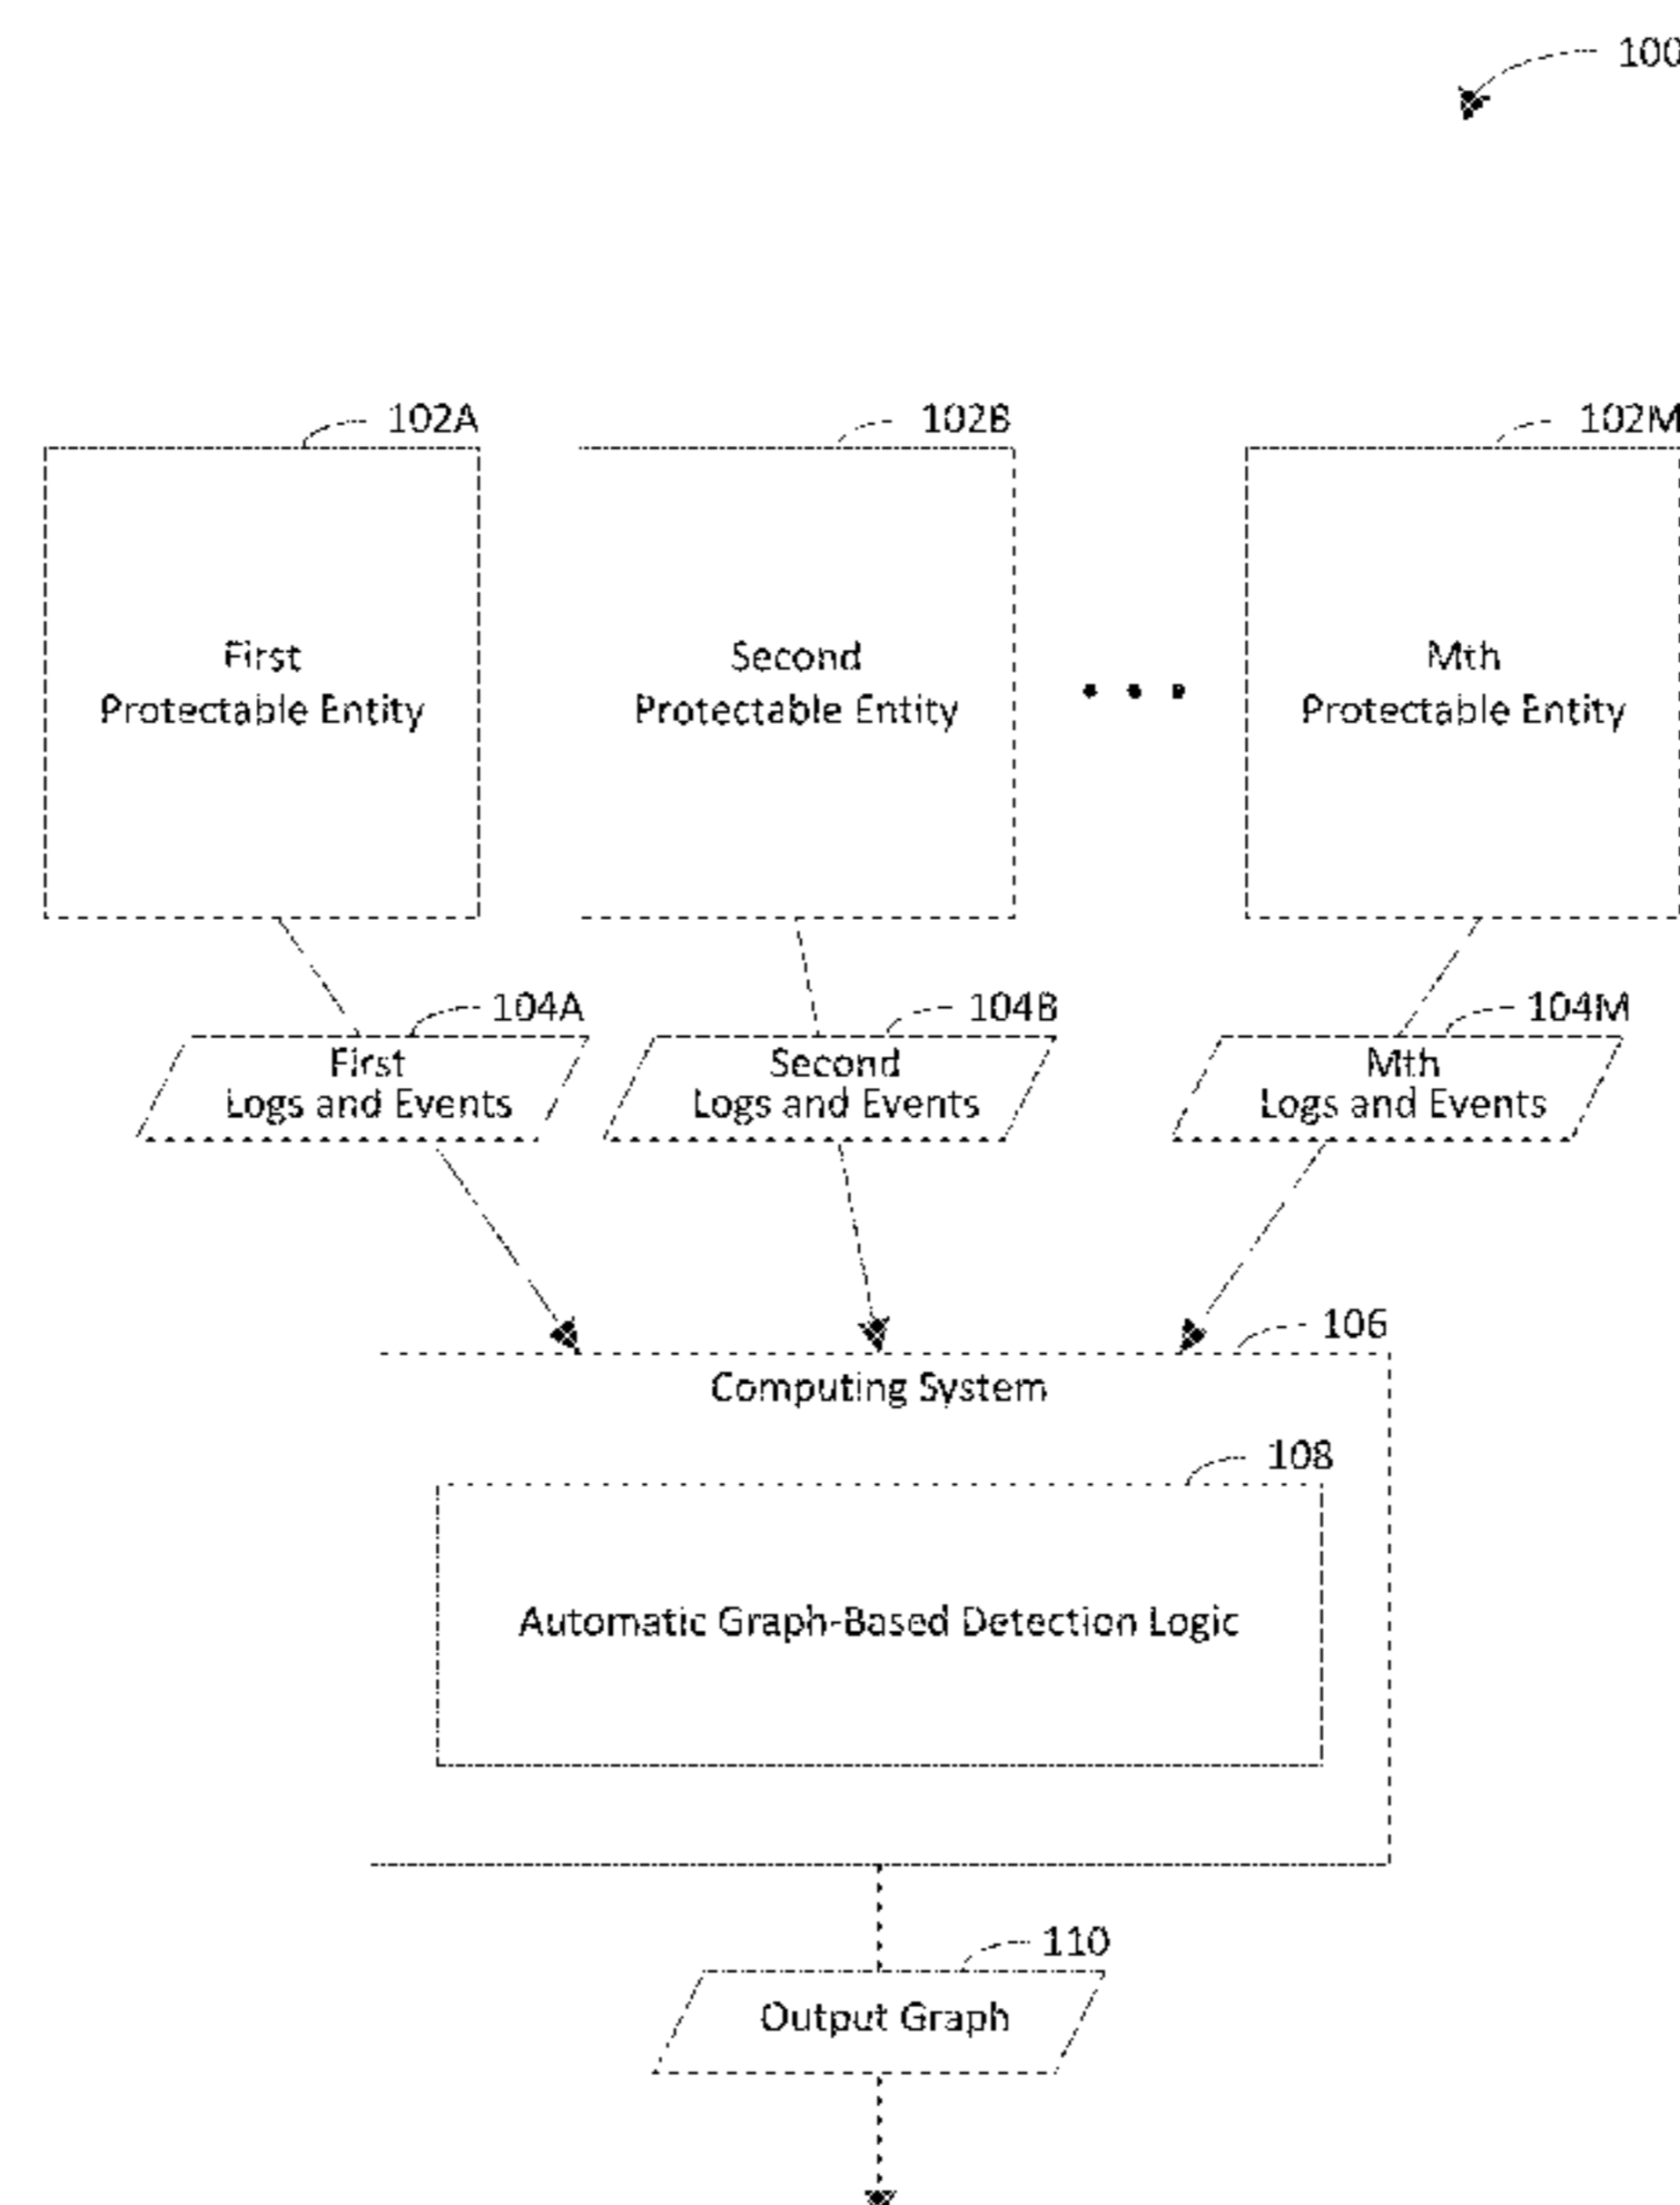 100
102A
102B
102M
First
Protectable Entity
Second
Protectable Entity
Mth
Protectable Entity
104A
104B
104M
First
Logs and Events
Second
Logs and Events
Mth
Logs and Events
106
Computing System
108
Automatic Graph-Based Detection Logic
110
Output Graph